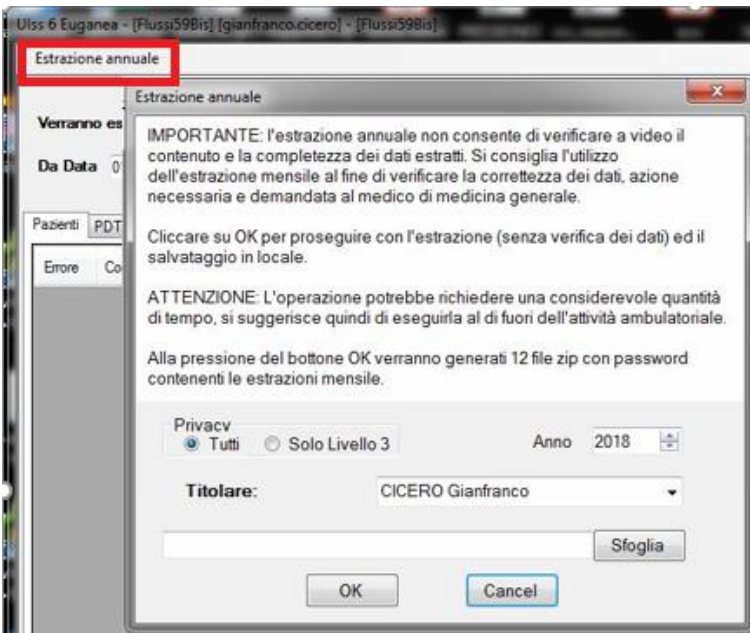 Ulss 6 Euganea - [Flussi59Bis] [gianfranco.cicero] - [Flussi59Bis]
Estrazione annuale
Estrazione annuale
Verranno es
Da Data 0
Pazienti PDT
Errore Co
IMPORTANTE: l'estrazione annuale non consente di verificare a video il
contenuto e la completezza dei dati estratti. Si consiglia l'utilizzo
dell'estrazione mensile al fine di verificare la correttezza dei dati, azione
necessaria e demandata al medico di medicina generale.
Cliccare su OK per proseguire con l'estrazione (senza verifica dei dati) ed il
salvataggio in locale.
ATTENZIONE: L'operazione potrebbe richiedere una considerevole quantità
di tempo, si suggerisce quindi di eseguirla al di fuori dell'attività ambulatoriale.
Alla pressione del bottone OK verranno generati 12 file zip con password
contenenti le estrazioni mensile.
Privacy
Tutti Solo Livello 3 Anno 2018
Titolare: CICERO Gianfranco
Sfoglia
OK Cancel